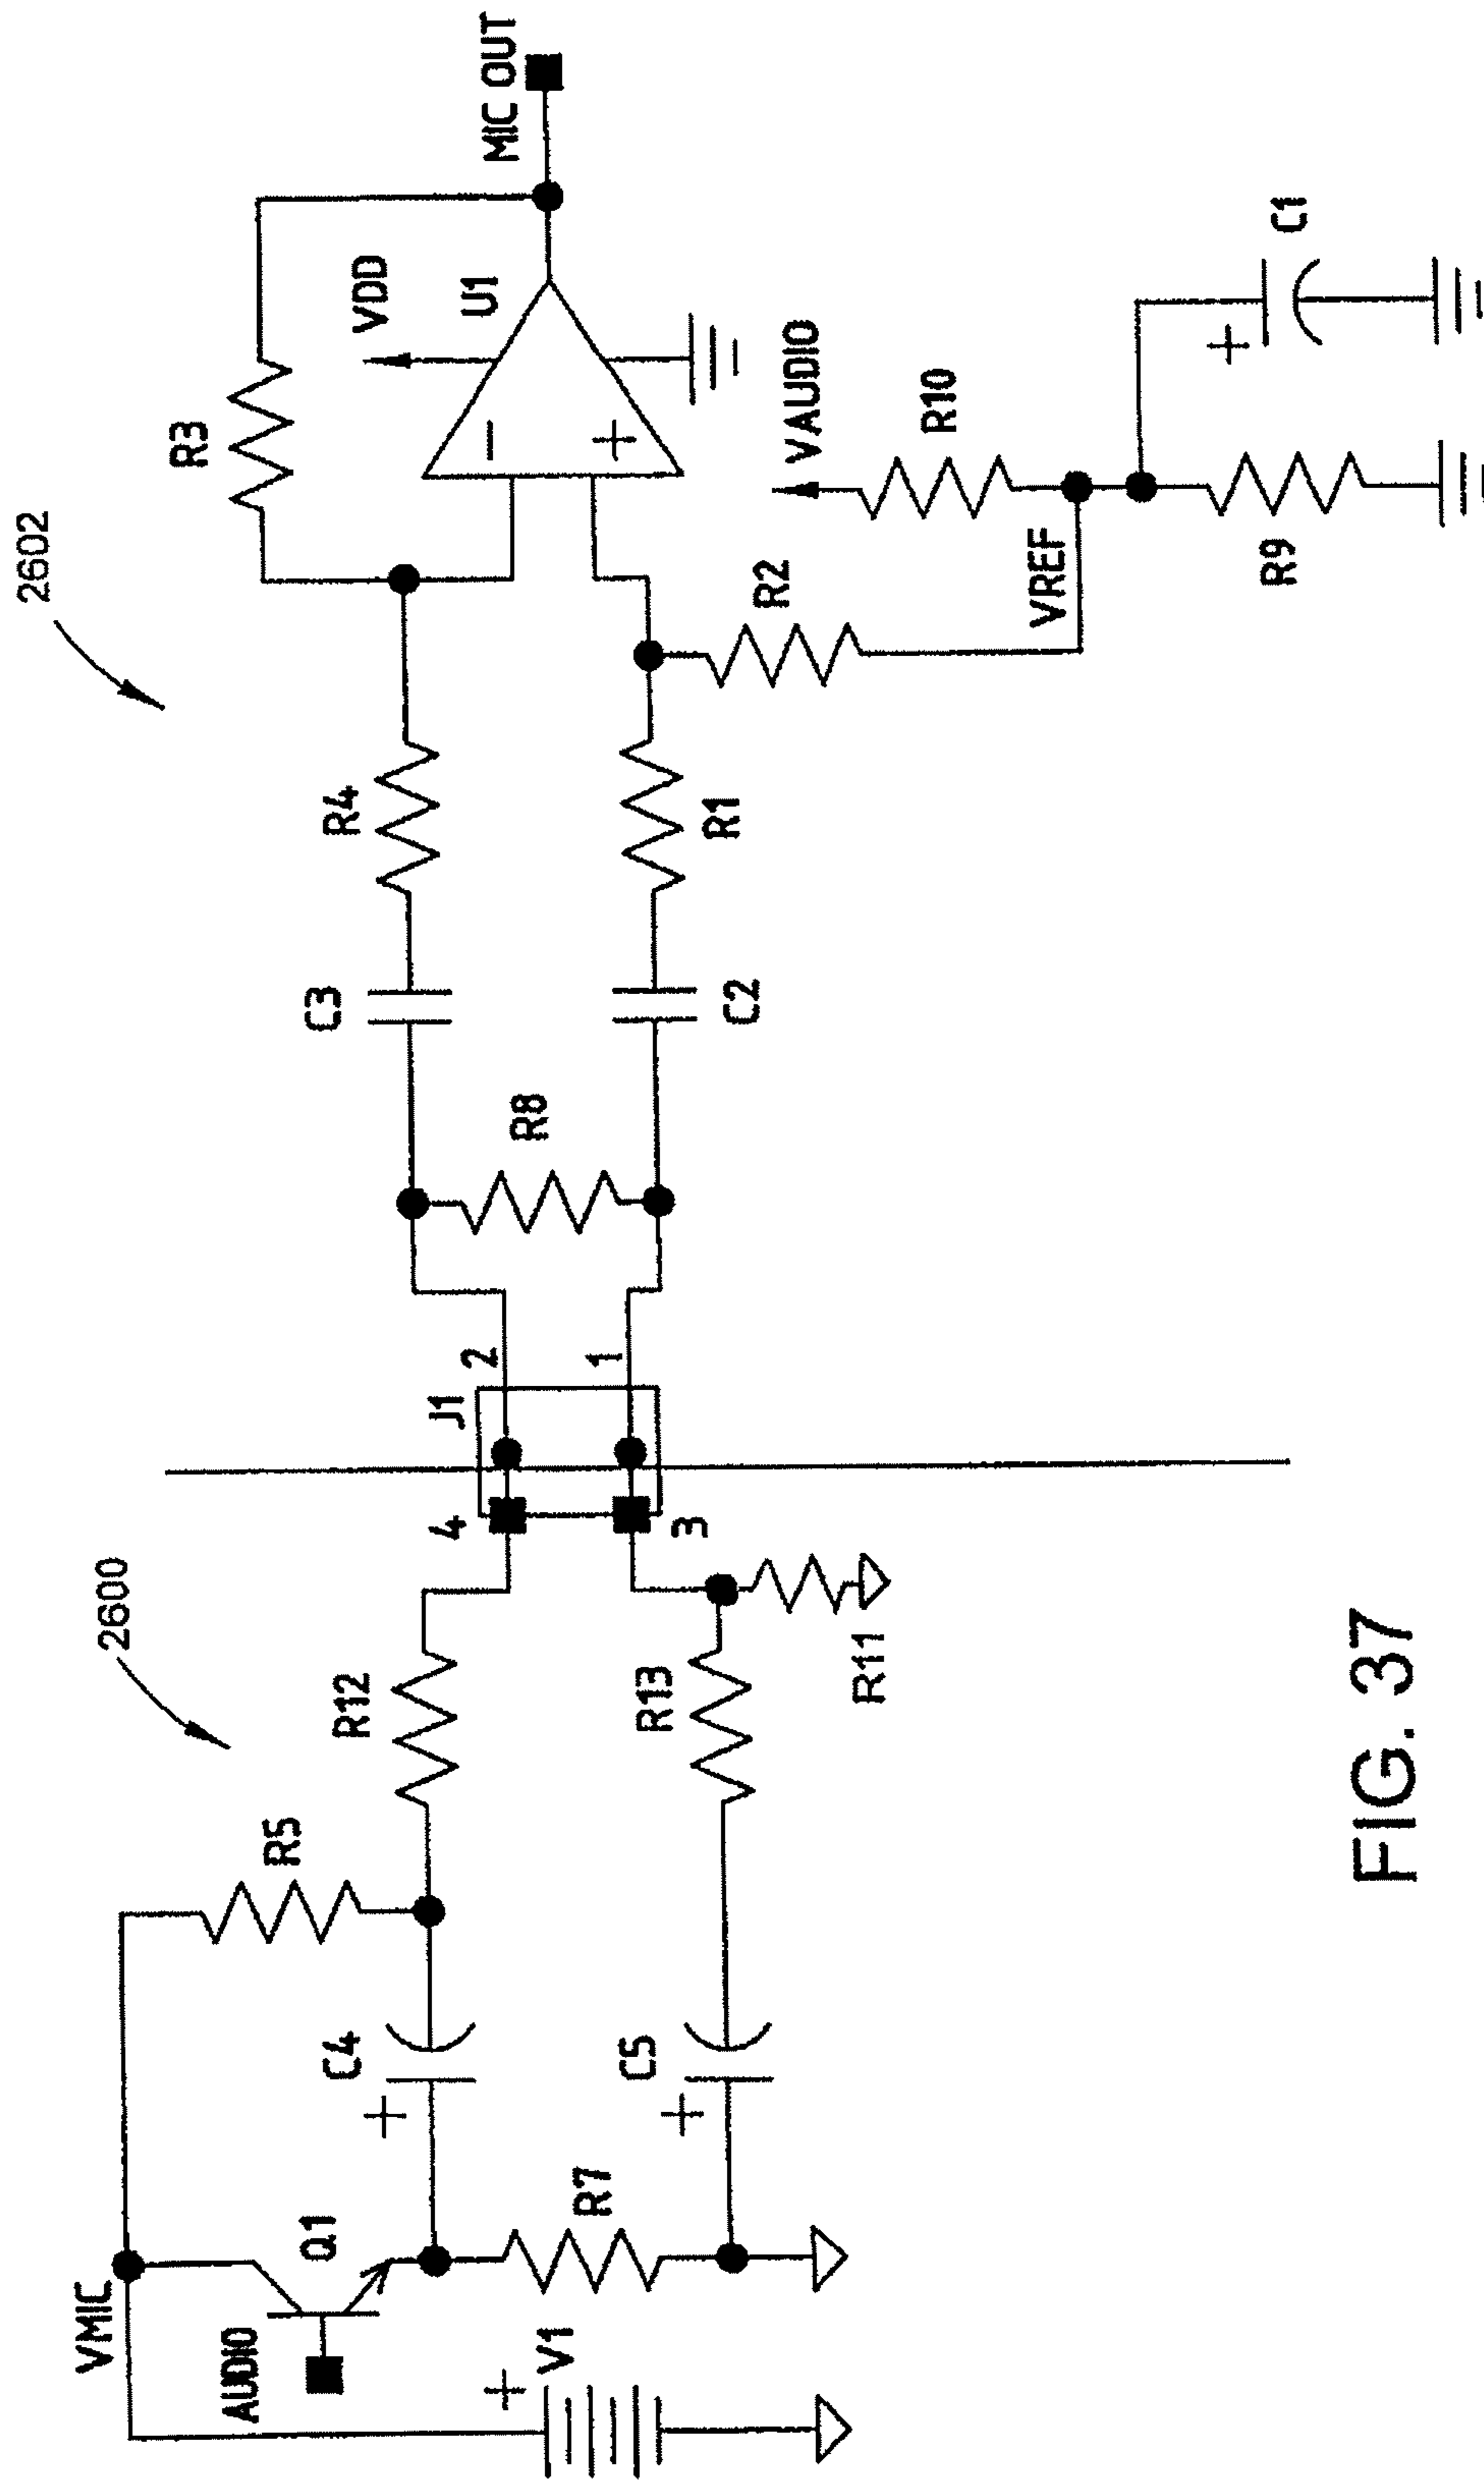 2600
2602
VMIC
R5
AUDIO
Q1
C4
+
R12
4
J1
2
C3
R4
R3
VDD
U1
MIC OUT
−
+
R8
V1
+
R7
C5
+
R13
3
1
C2
R1
R2
VAUDIO
R10
R11
VREF
R9
+
C1
FIG. 37